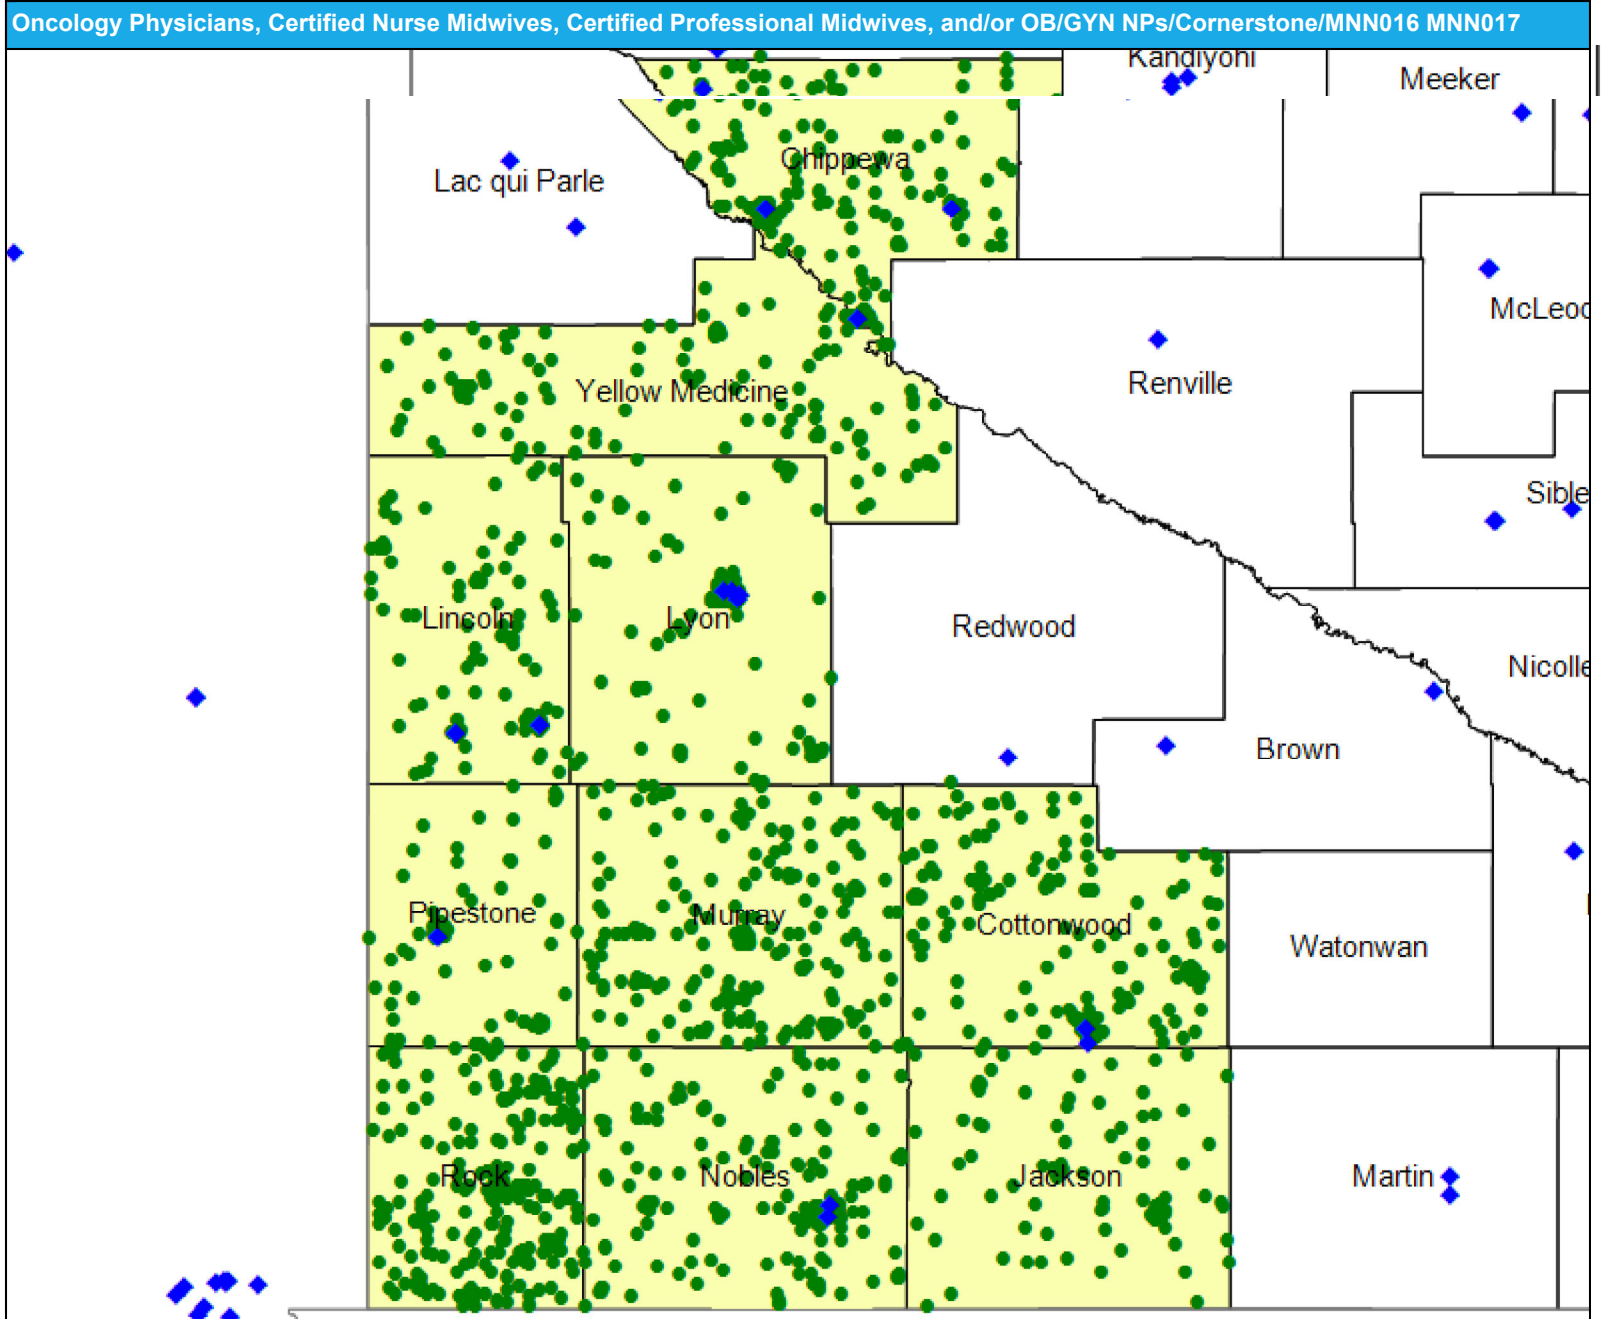 Oncology Physicians, Certified Nurse Midwives, Certified Professional Midwives, and/or OB/GYN NPs/Cornerstone/MNN016 MNN017
Kandiyohi
Meeker
Chippewa
Lac qui Parle
McLeod
Renville
Yellow Medicine
Sible
Lincoln
Lyon
Redwood
Nicolle
Brown
Pipestone
Murray
Cottonwood
Watonwan
Rock
Nobles
Jackson
Martin